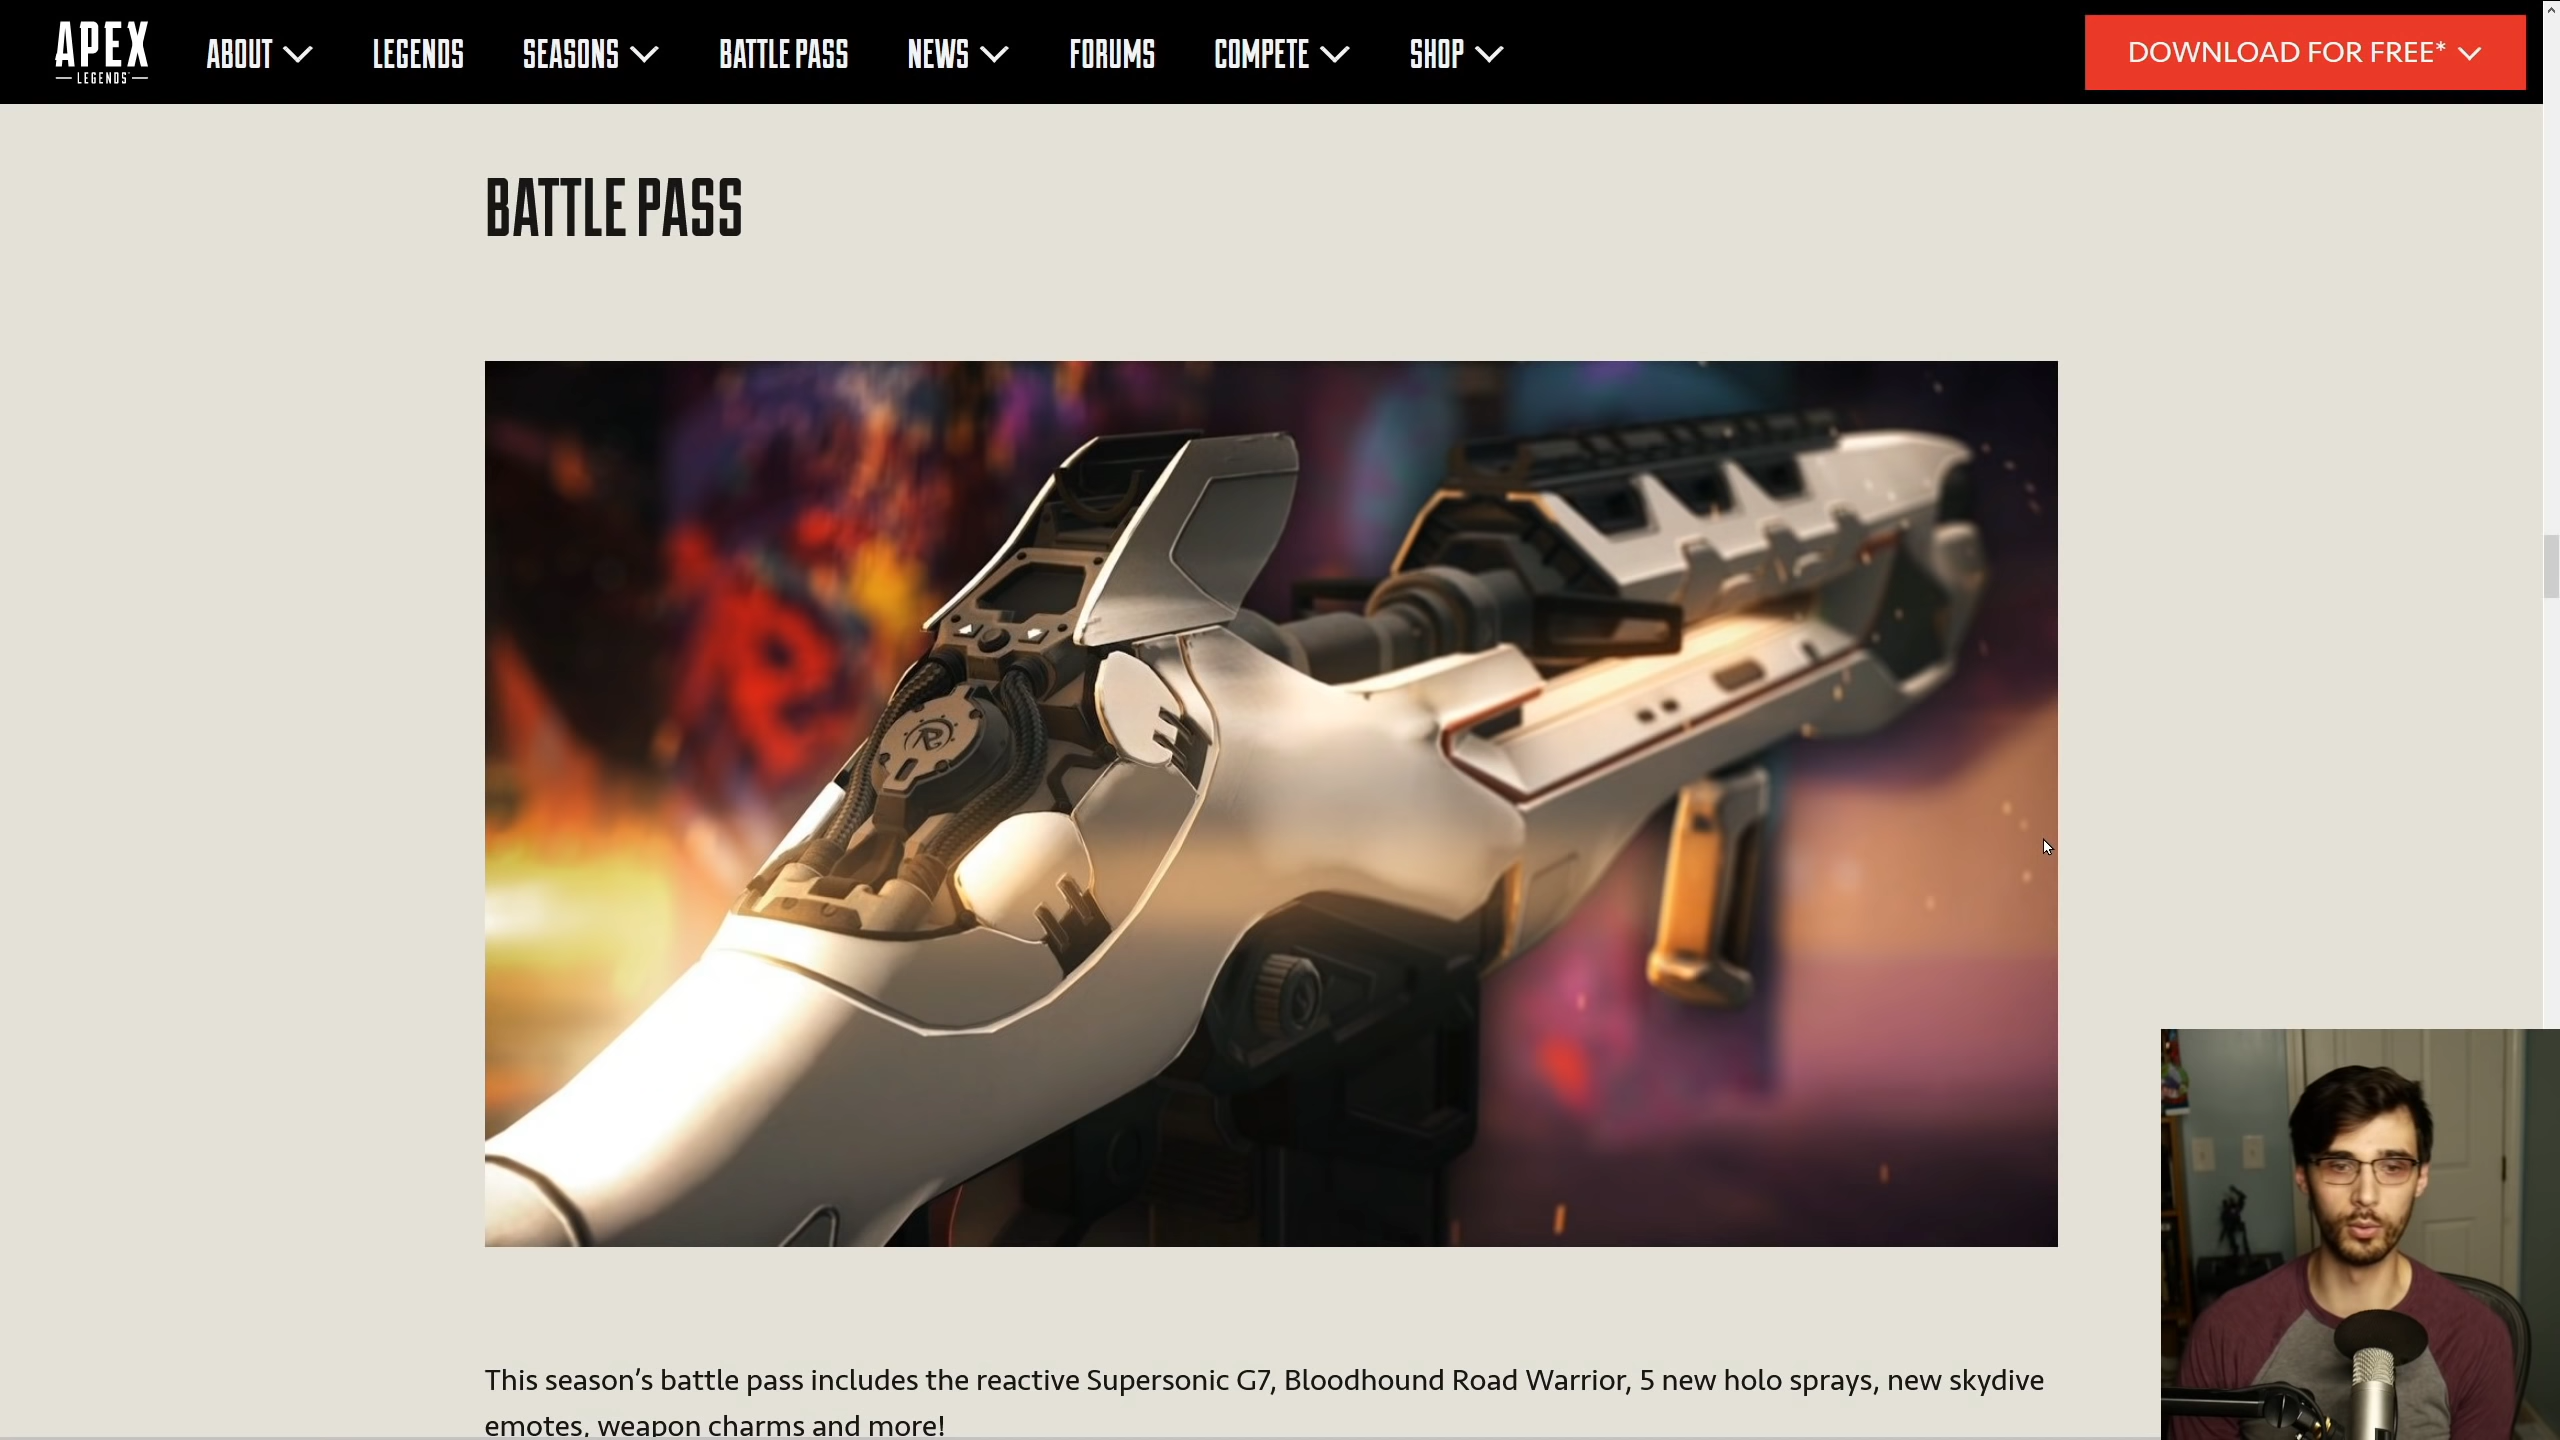 APEX
LEGENDS
ABOUT LEGENDS SEASONS BATTLE PASS NEWS FORUMS COMPETE SHOP
DOWNLOAD FOR FREE*
BATTLE PASS
This season’s battle pass includes the reactive Supersonic G7, Bloodhound Road Warrior, 5 new holo sprays, new skydive
emotes, weapon charms and more!